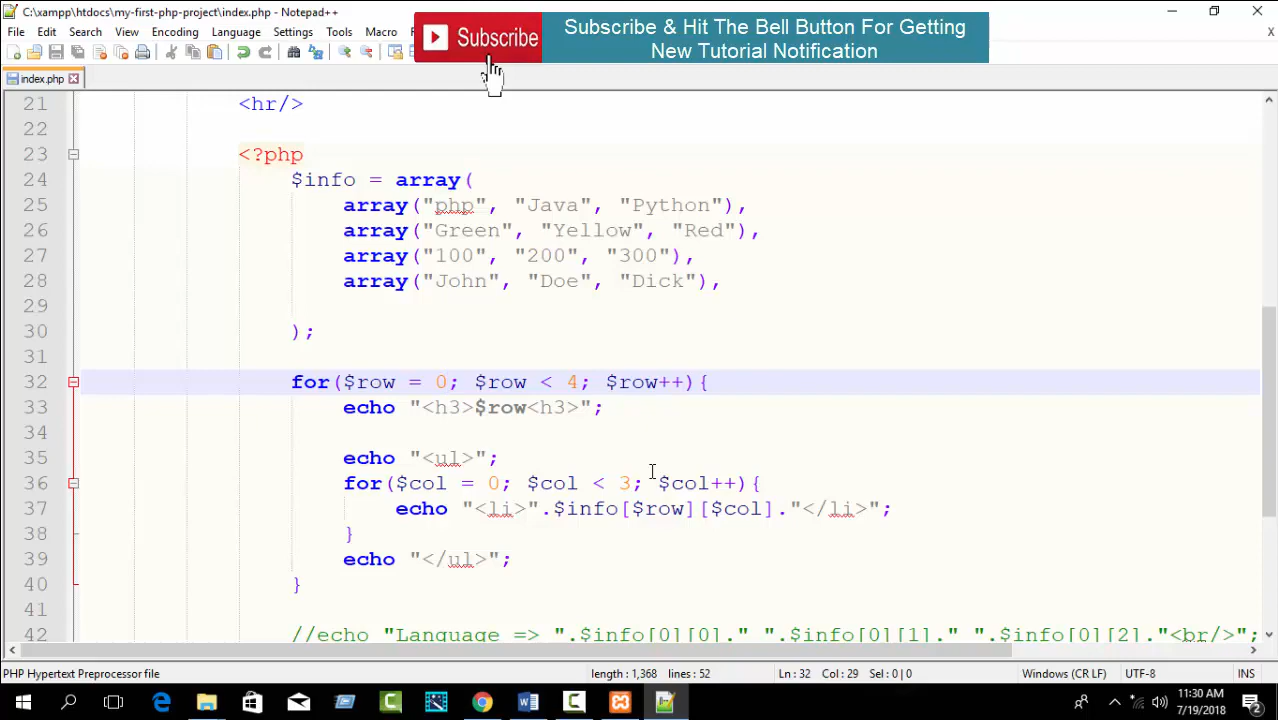 C:\xampp\htdocs\my-first-php-project\index.php - Notepad++
Subscribe
Subscribe & Hit The Bell Button For Getting
New Tutorial Notification
File Edit Search View Encoding Language Settings Tools Macro
X
index.php
21 <hr/>
22
23 <?php
24 $info = array(
25 array("php", "Java", "Python"),
26 array("Green", "Yellow", "Red"),
27 array("100", "200", "300"),
28 array("John", "Doe", "Dick"),
29
30 );
31
32 for($row = 0; $row < 4; $row++){
33 echo "<h3>$row<h3>";
34
35 echo "<ul>";
36 for($col = 0; $col < 3; $col++){
37 echo "<li>".$info[$row][$col]."</li>";
38 }
39 echo "</ul>";
40 }
41
42 //echo "Language => ".$info[0][0]." ".$info[0][1]." ".$info[0][2]."<br/>";
PHP Hypertext Preprocessor file length : 1,368 lines : 52 Ln : 32 Col : 29 Sel : 0 | 0 Windows (CR LF) UTF-8 INS
11:30 AM
7/19/2018
2